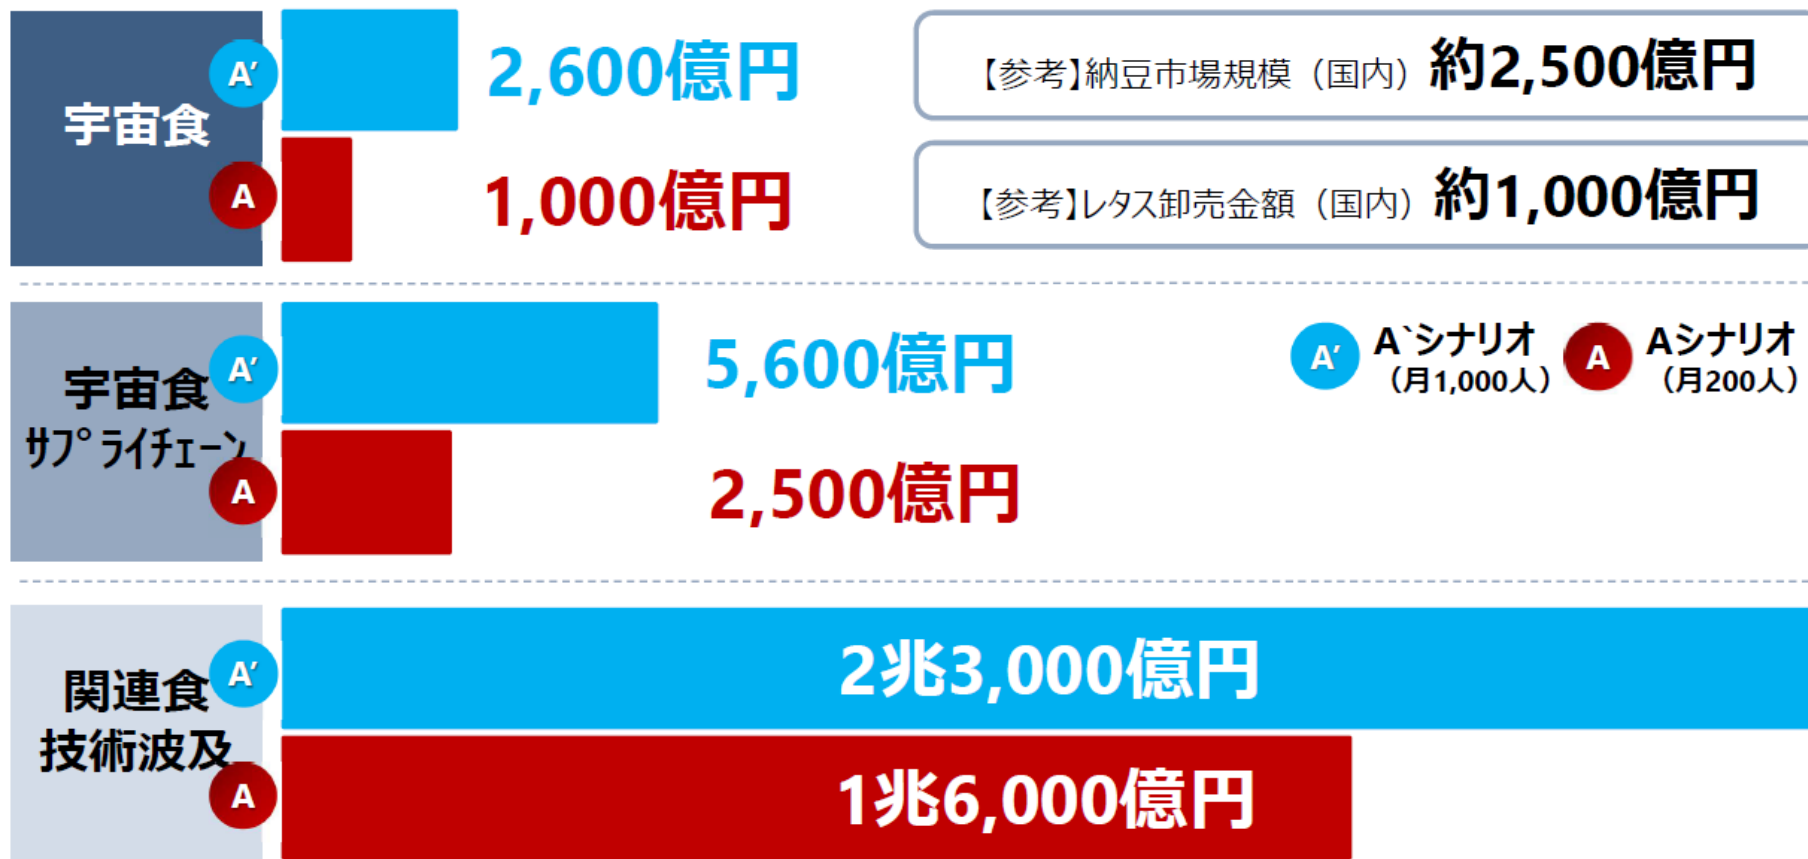 宇宙食
A’
2,600億円
A
1,000億円
【参考】納豆市場規模（国内）約2,500億円
【参考】レタス卸売金額（国内）約1,000億円
宇宙食
サプライチェーン
A’
5,600億円
A
2,500億円
A’ A`シナリオ
（月1,000人）
A Aシナリオ
（月200人）
関連食
技術波及
A’
2兆3,000億円
A
1兆6,000億円